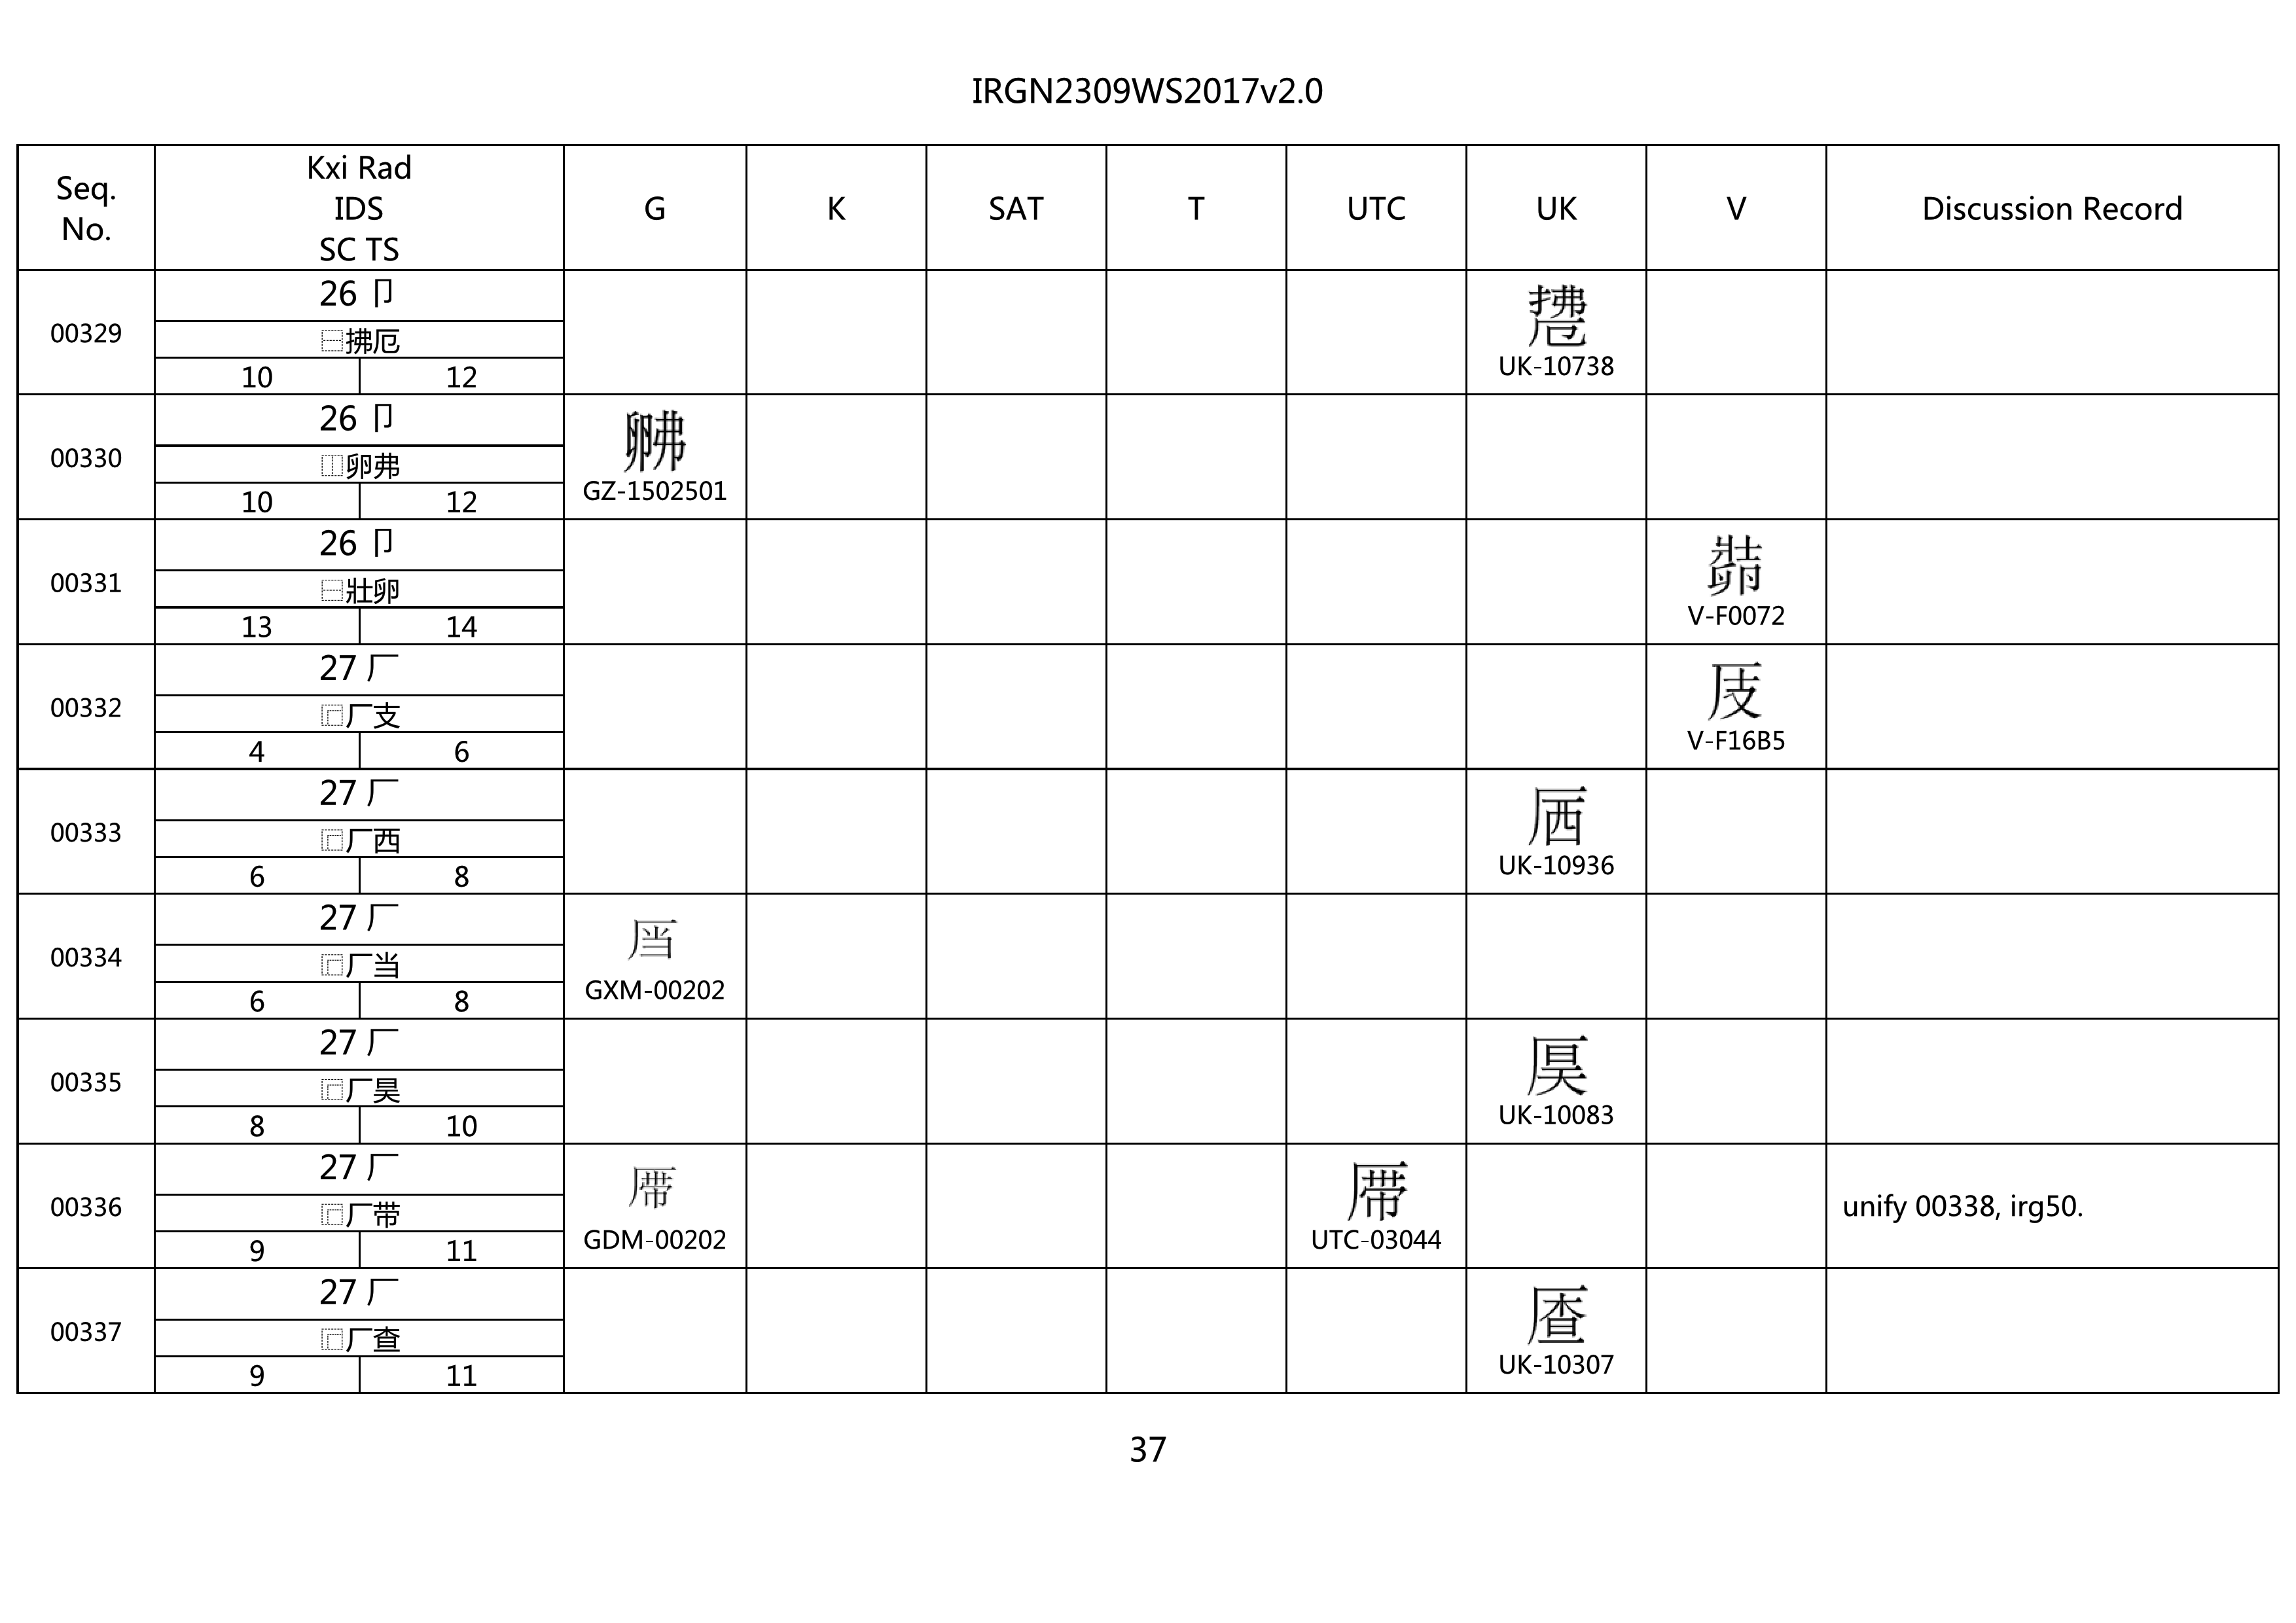 IRGN2309WS2017v2.0
Seq. No. Kxi Rad IDS SC TS G K SAT T UTC UK V Discussion Record
00329
26 卩
⿱拂厄
10 12
UK-10738
00330
26 卩
⿰卵弗
10 12
GZ-1502501
00331
26 卩
⿱壯卵
13 14
V-F0072
00332
27 厂
⿸厂支
4 6
V-F16B5
00333
27 厂
⿸厂西
6 8
UK-10936
00334
27 厂
⿸厂当
6 8
GXM-00202
00335
27 厂
⿸厂昊
8 10
UK-10083
00336
27 厂
⿸厂带
9 11
GDM-00202 UTC-03044
unify 00338, irg50.
00337
27 厂
⿸厂査
9 11
UK-10307
37